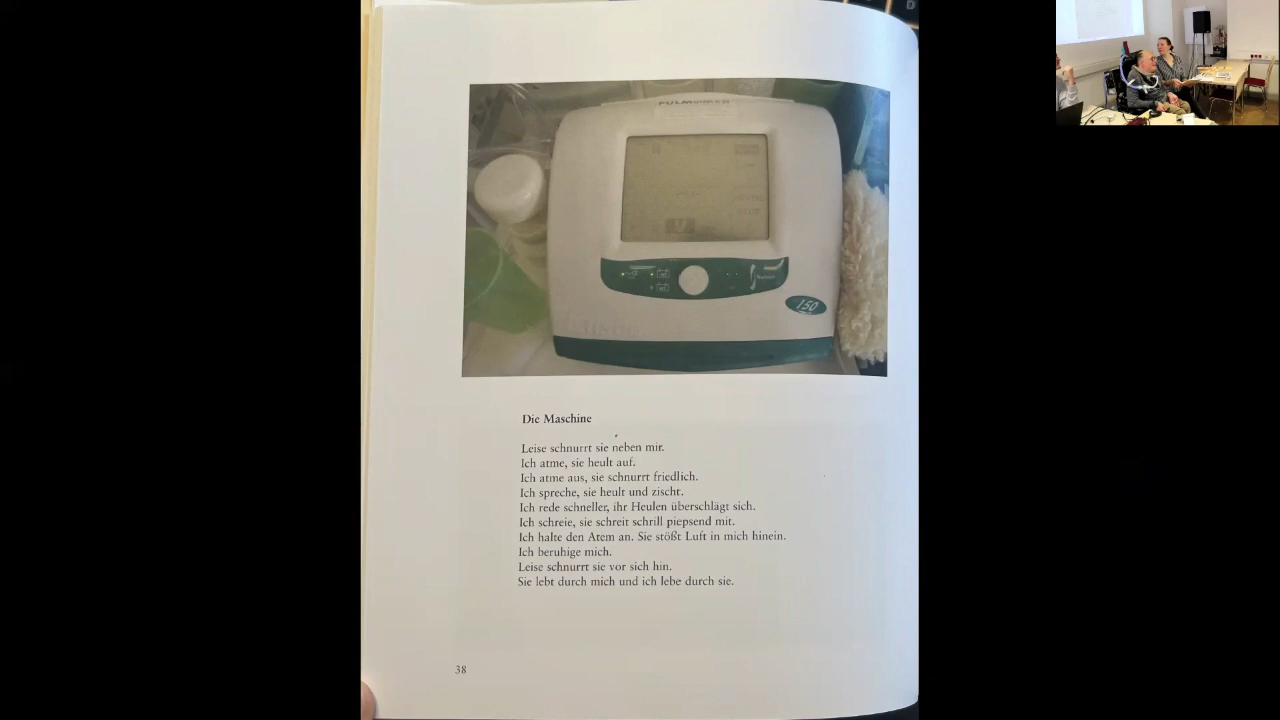 150
Die Maschine
Leise schnurrt sie neben mir.
Ich atme, sie heult auf.
Ich atme aus, sie schnurrt friedlich.
Ich spreche, sie heult und zischt.
Ich rede schneller, ihr Heulen überschlägt sich.
Ich schreie, sie schreit schrill piepsend mit.
Ich halte den Atem an. Sie stößt Luft in mich hinein.
Ich beruhige mich.
Leise schnurrt sie vor sich hin.
Sie lebt durch mich und ich lebe durch sie.
38